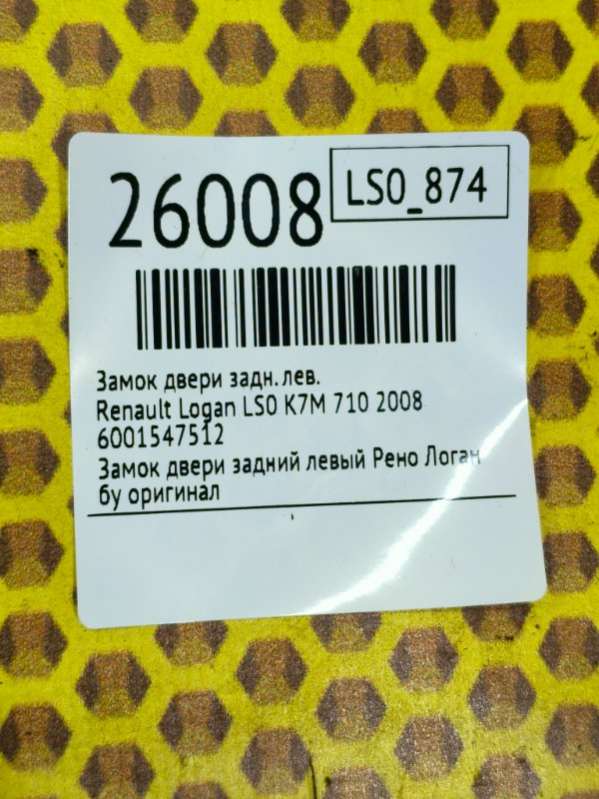 26008
LS0_874
Замок двери задн. лев.
Renault Logan LS0 K7M 710 2008
6001547512
Замок двери задний левый Рено Логан
бу оригинал